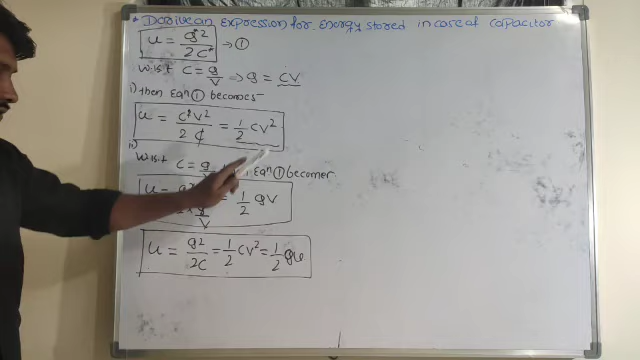 * Derive an Expression for Energy stored in case of capacitor
u = q²/2C → ①
W.k.t C = q/V ⇒ q = CV
i) then Eqn ① becomes
u = C²V²/2C = 1/2 CV²
ii)
W.k.t C = q Eqn ① becomes
u = q² = 1/2 qV
u = q²/2C = 1/2 CV² = 1/2 qv